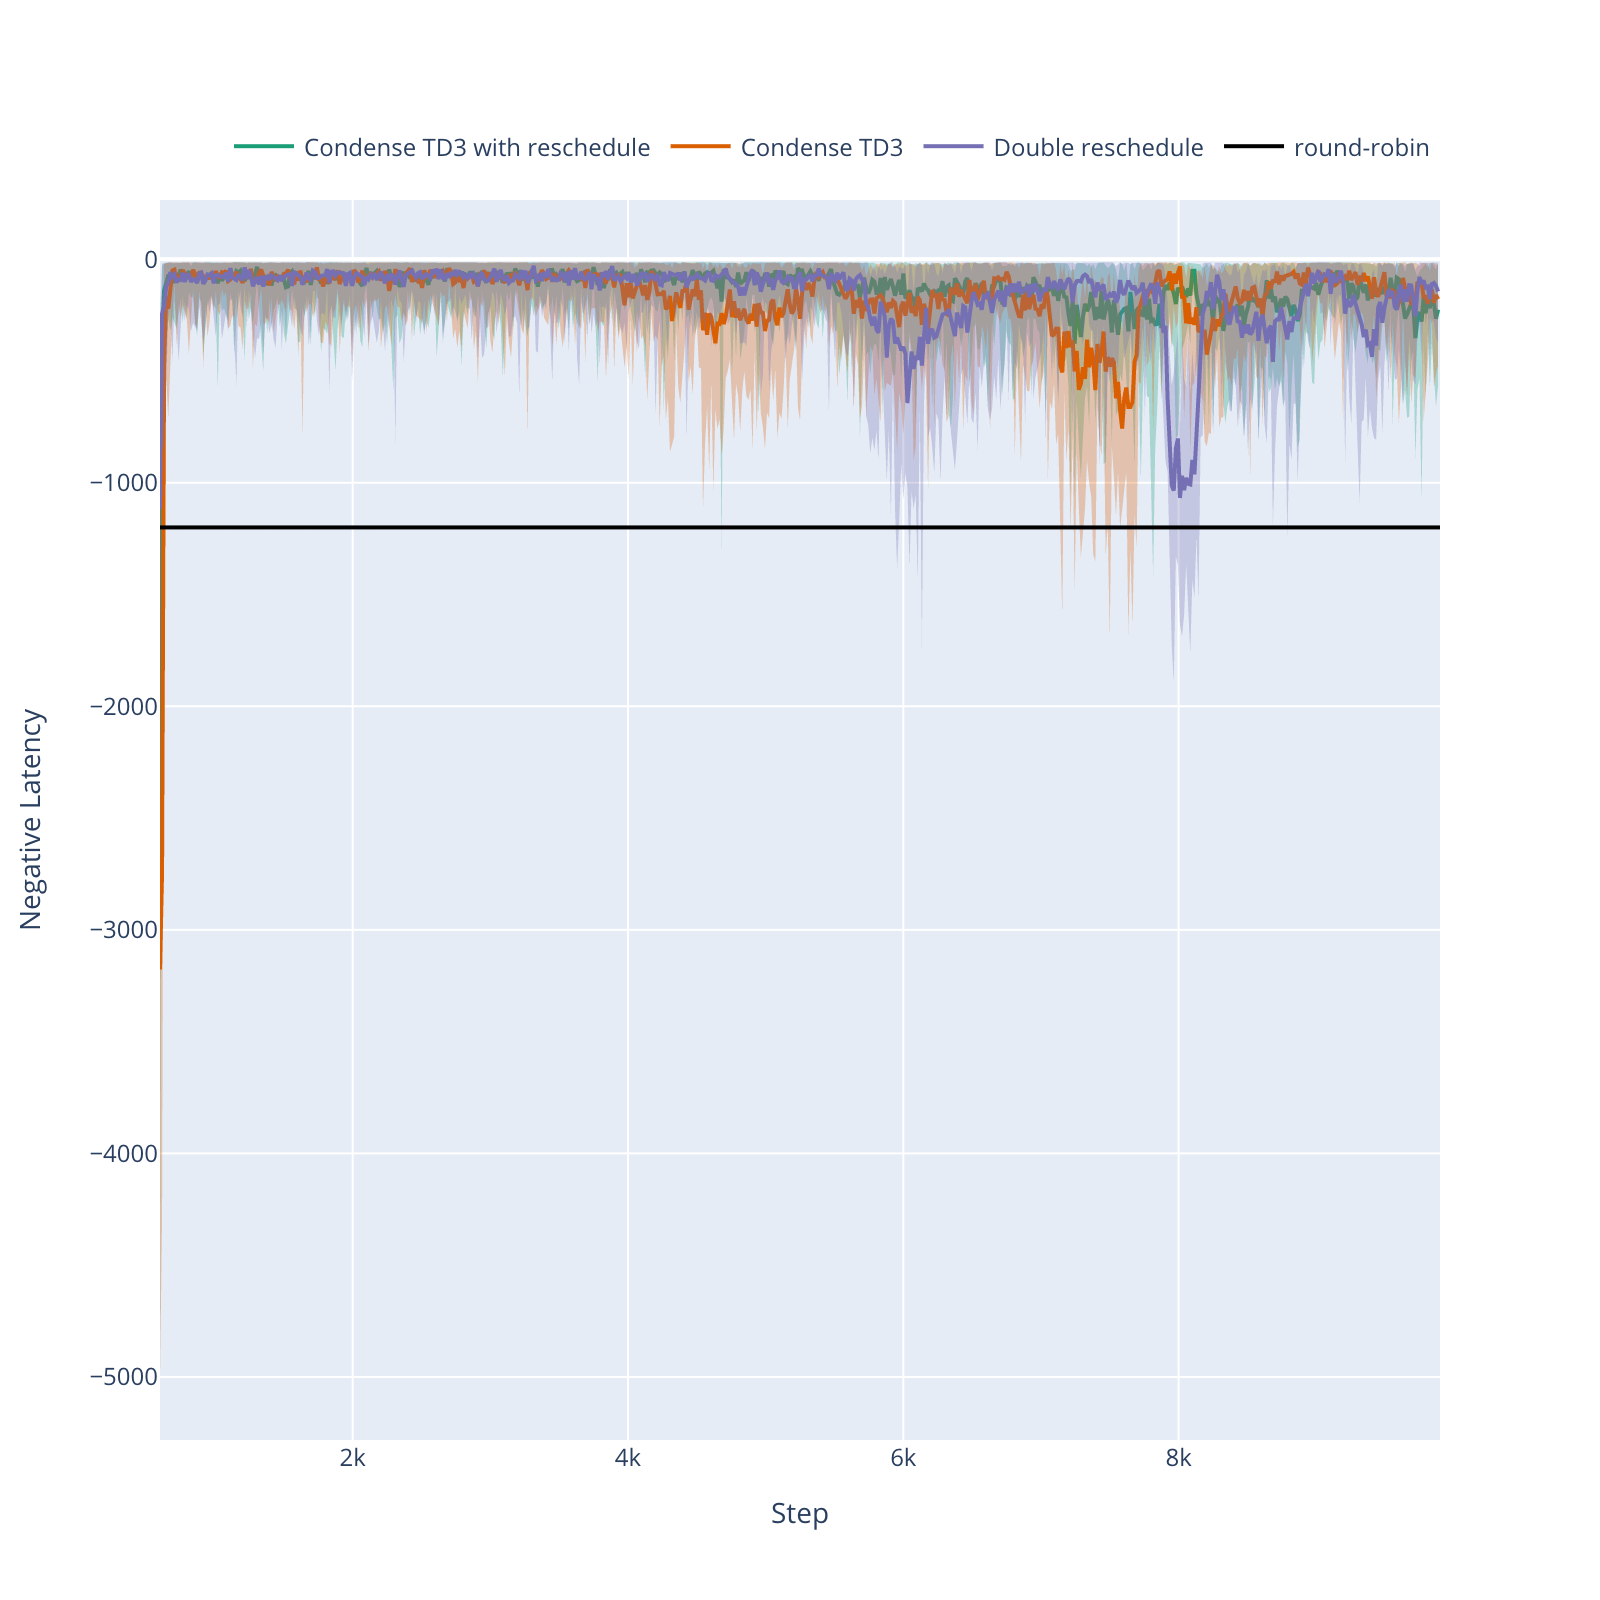 Condense TD3 with reschedule Condense TD3 Double reschedule round-robin
0
−1000
−2000
−3000
−4000
−5000
Negative Latency
2k 4k 6k 8k
Step